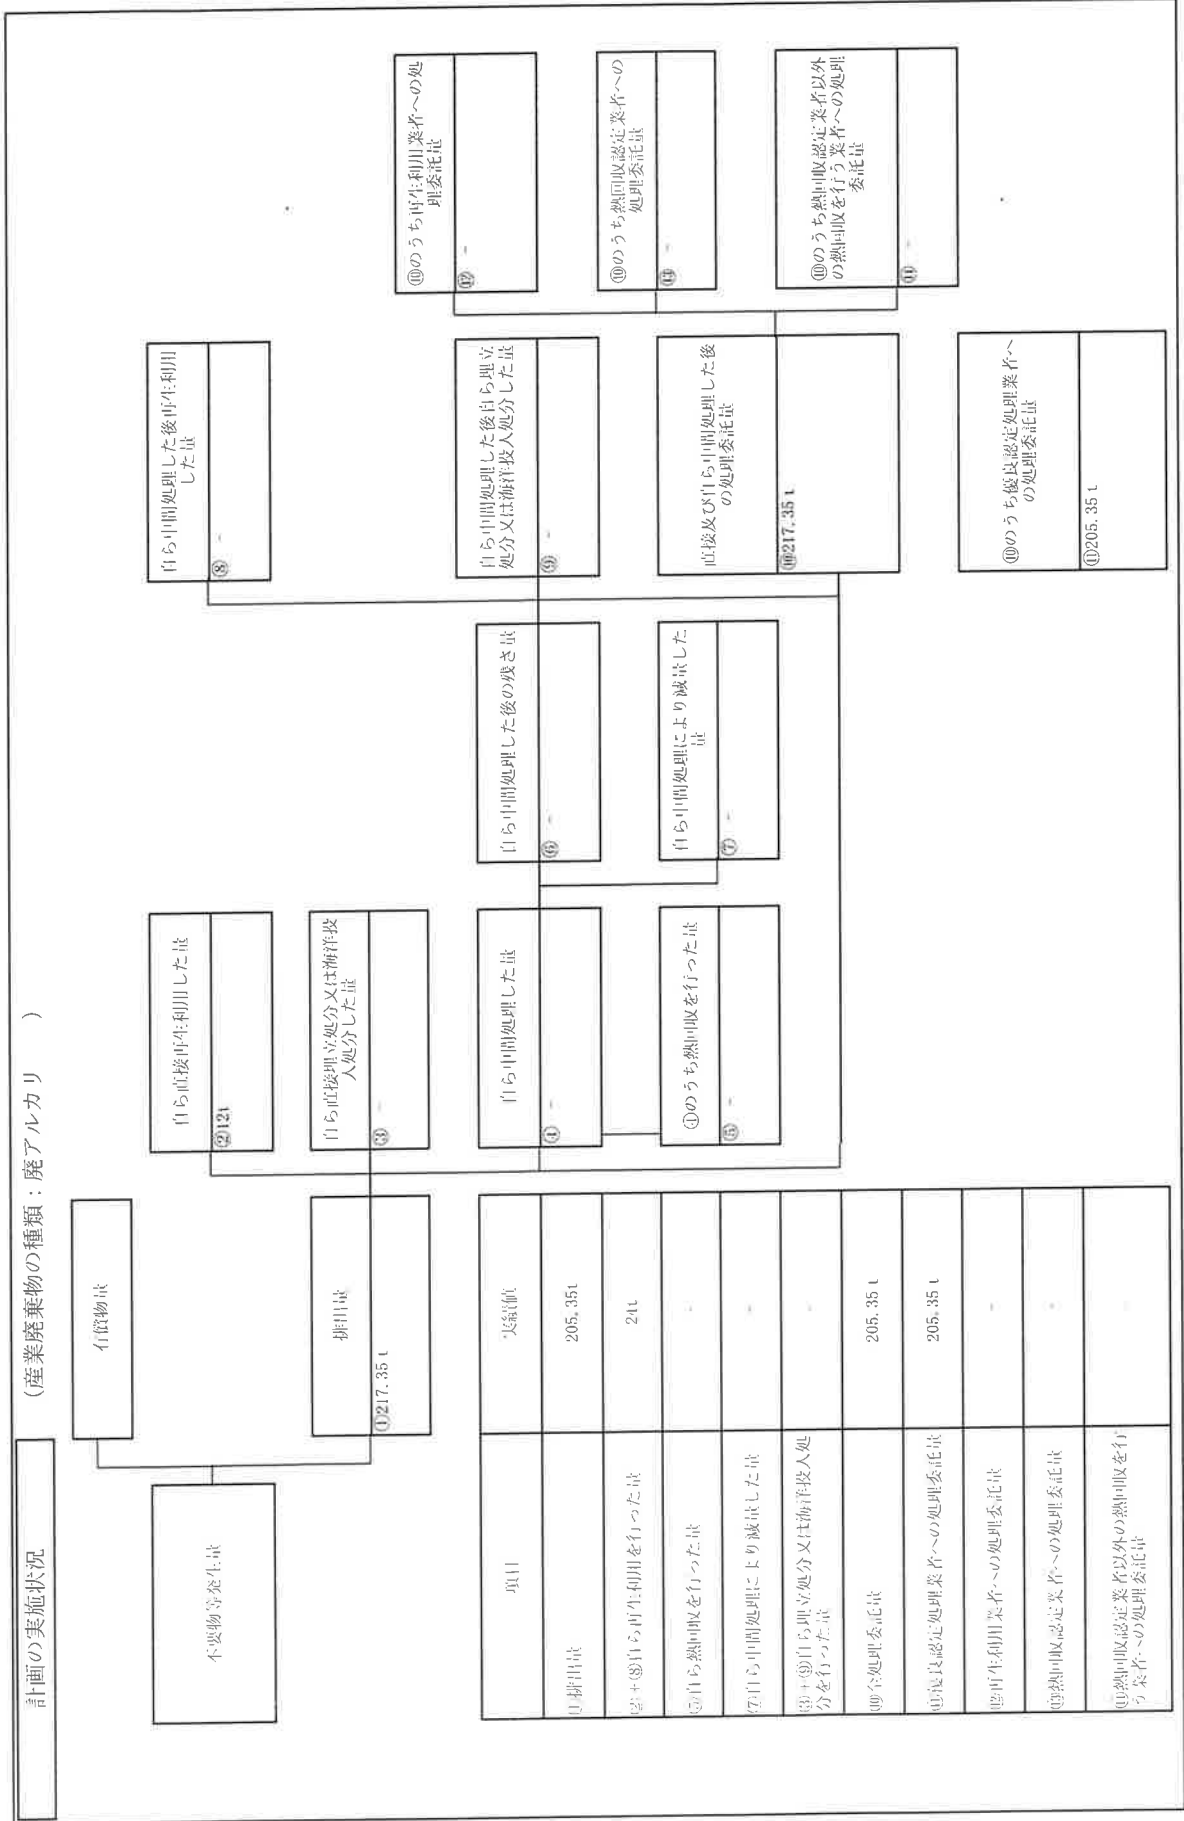 計画の実施状況
(産業廃棄物の種類：廃アルカリ　　)
不要物等発生量
有償物量
排出量
①217.35 t
自ら直接再生利用した量
②12t
自ら直接埋立処分又は海洋投
入処分した量
③ -
自ら中間処理した量
④ -
④のうち熱回収を行った量
⑤ -
自ら中間処理した後の残さ量
⑥ -
自ら中間処理により減量した
量
⑦ -
自ら中間処理した後再生利用
した量
⑧ -
自ら中間処理した後自ら埋立
処分又は海洋投入処分した量
⑨ -
直接及び自ら中間処理した後
の処理委託量
⑩217.35 t
⑩のうち優良認定処理業者へ
の処理委託量
⑪205.35 t
⑩のうち再生利用業者への処
理委託量
⑫ -
⑩のうち熱回収認定業者への
処理委託量
⑬ -
⑩のうち熱回収認定業者以外
の熱回収を行う業者への処理
委託量
⑭ -
項目
実績値
①排出量
205.35t
②+⑧自ら再生利用を行った量
24t
⑤自ら熱回収を行った量
-
⑦自ら中間処理により減量した量
-
③+⑨自ら埋立処分又は海洋投入処
分を行った量
-
⑩全処理委託量
205.35 t
⑪優良認定処理業者への処理委託量
205.35 t
⑫再生利用業者への処理委託量
-
⑬熱回収認定業者への処理委託量
-
⑭熱回収認定業者以外の熱回収を行
う業者への処理委託量
-